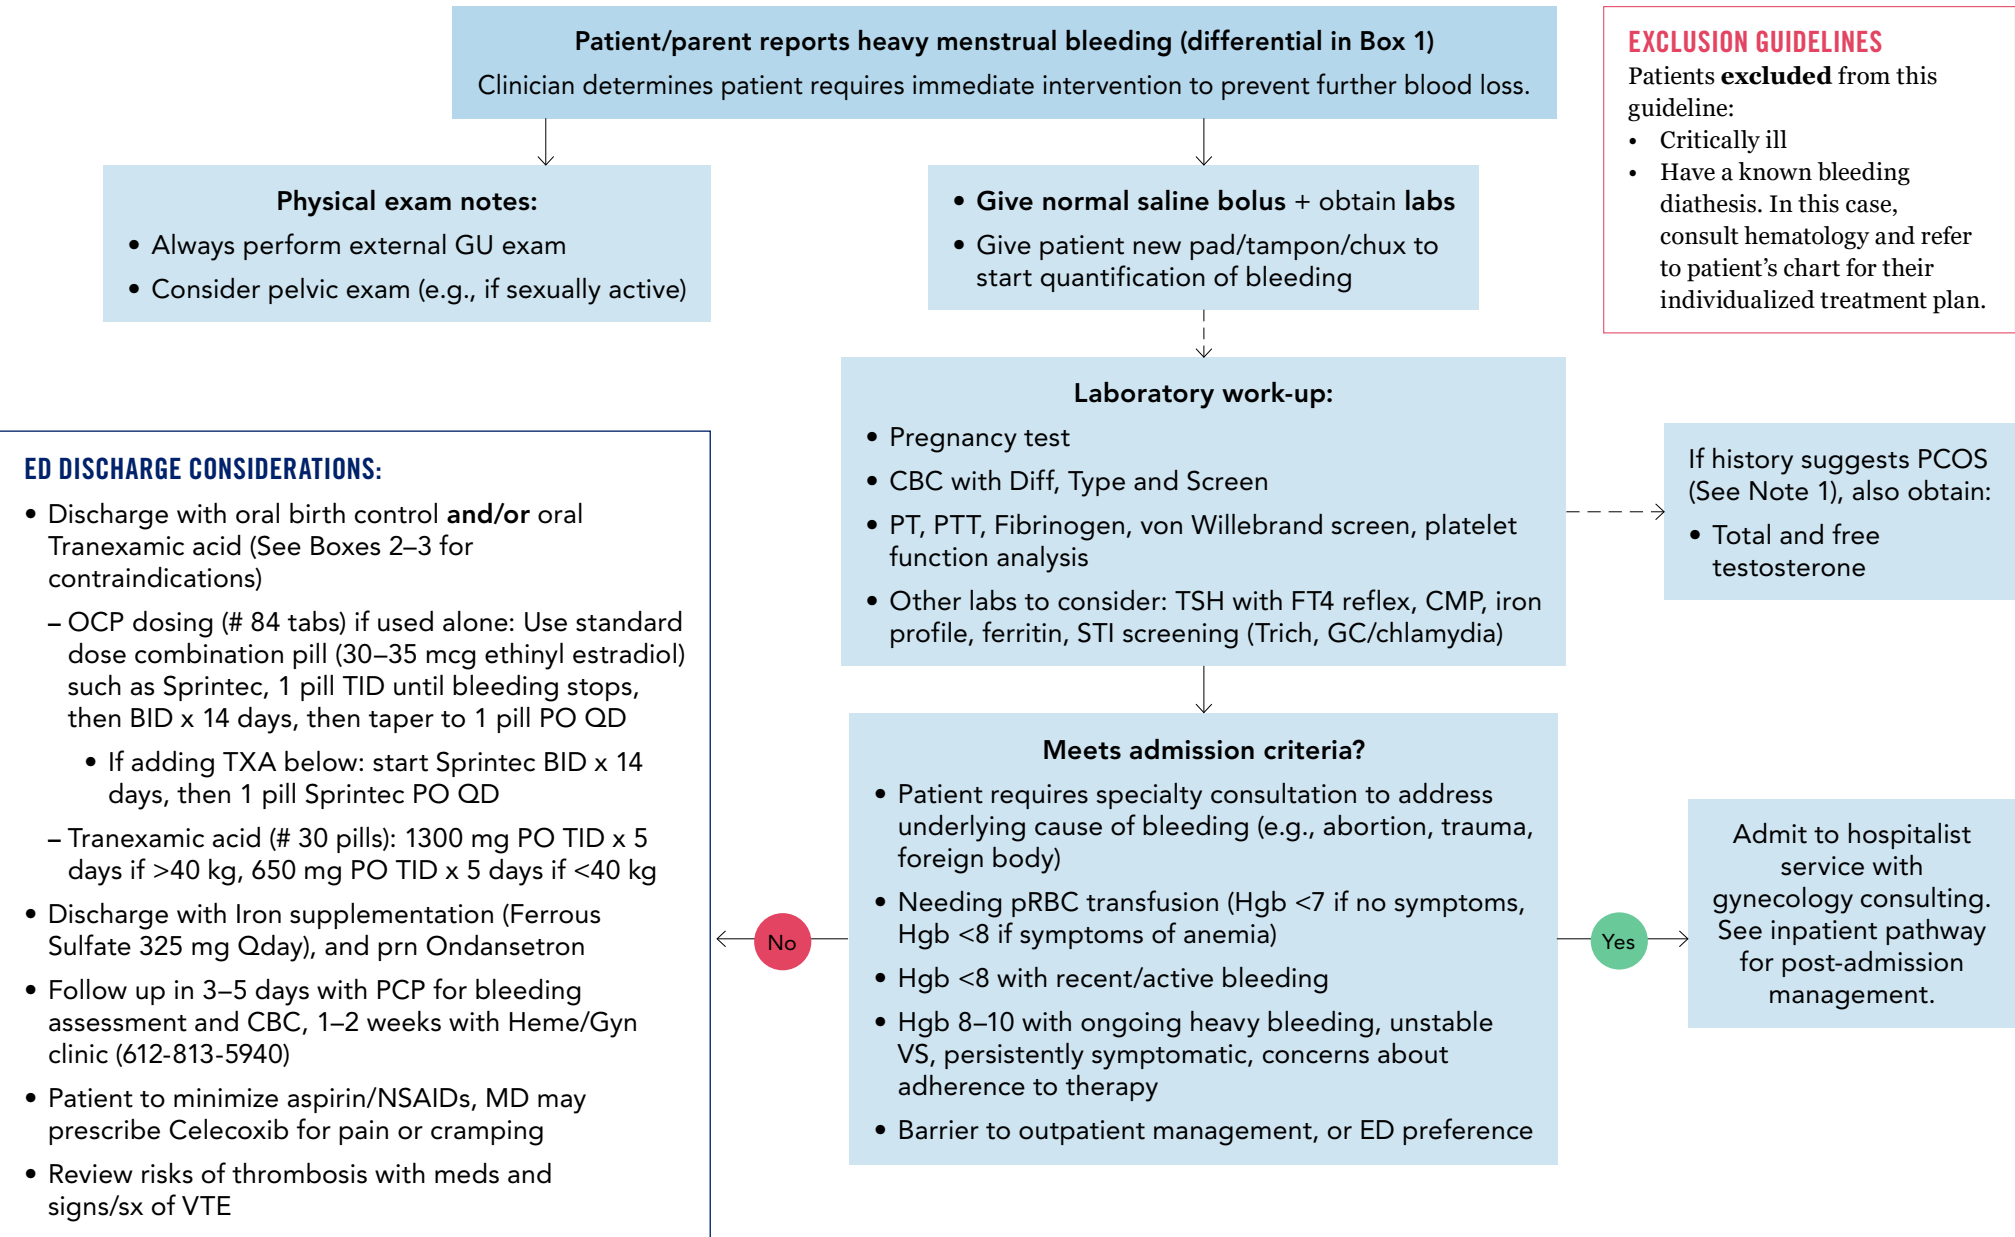 Patient/parent reports heavy menstrual bleeding (differential in Box 1)
Clinician determines patient requires immediate intervention to prevent further blood loss.
EXCLUSION GUIDELINES
Patients excluded from this
guideline:
• Critically ill
• Have a known bleeding
diathesis. In this case,
consult hematology and refer
to patient’s chart for their
individualized treatment plan.
Physical exam notes:
• Always perform external GU exam
• Consider pelvic exam (e.g., if sexually active)
• Give normal saline bolus + obtain labs
• Give patient new pad/tampon/chux to
start quantification of bleeding
Laboratory work-up:
• Pregnancy test
• CBC with Diff, Type and Screen
• PT, PTT, Fibrinogen, von Willebrand screen, platelet
function analysis
• Other labs to consider: TSH with FT4 reflex, CMP, iron
profile, ferritin, STI screening (Trich, GC/chlamydia)
If history suggests PCOS
(See Note 1), also obtain:
• Total and free
testosterone
Meets admission criteria?
• Patient requires specialty consultation to address
underlying cause of bleeding (e.g., abortion, trauma,
foreign body)
• Needing pRBC transfusion (Hgb <7 if no symptoms,
Hgb <8 if symptoms of anemia)
• Hgb <8 with recent/active bleeding
• Hgb 8–10 with ongoing heavy bleeding, unstable
VS, persistently symptomatic, concerns about
adherence to therapy
• Barrier to outpatient management, or ED preference
Yes
Admit to hospitalist
service with
gynecology consulting.
See inpatient pathway
for post-admission
management.
No
ED DISCHARGE CONSIDERATIONS:
• Discharge with oral birth control and/or oral
Tranexamic acid (See Boxes 2–3 for
contraindications)
– OCP dosing (# 84 tabs) if used alone: Use standard
dose combination pill (30–35 mcg ethinyl estradiol)
such as Sprintec, 1 pill TID until bleeding stops,
then BID x 14 days, then taper to 1 pill PO QD
• If adding TXA below: start Sprintec BID x 14
days, then 1 pill Sprintec PO QD
– Tranexamic acid (# 30 pills): 1300 mg PO TID x 5
days if >40 kg, 650 mg PO TID x 5 days if <40 kg
• Discharge with Iron supplementation (Ferrous
Sulfate 325 mg Qday), and prn Ondansetron
• Follow up in 3–5 days with PCP for bleeding
assessment and CBC, 1–2 weeks with Heme/Gyn
clinic (612-813-5940)
• Patient to minimize aspirin/NSAIDs, MD may
prescribe Celecoxib for pain or cramping
• Review risks of thrombosis with meds and
signs/sx of VTE